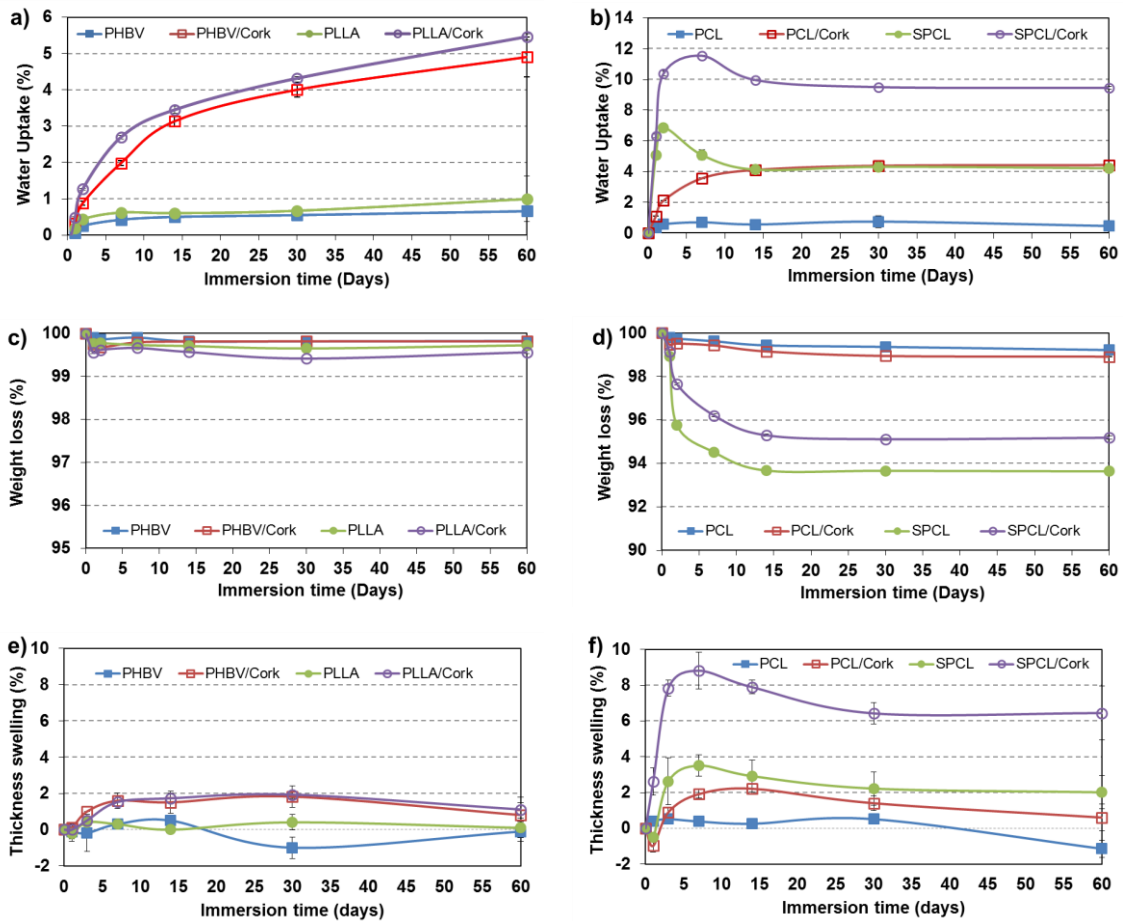 a)
PHBV PHBV/Cork PLLA PLLA/Cork
Water Uptake (%)
6
5
4
3
2
1
0
0 5 10 15 20 25 30 35 40 45 50 55 60
Immersion time (Days)
b)
PCL PCL/Cork SPCL SPCL/Cork
Water Uptake (%)
14
12
10
8
6
4
2
0
0 5 10 15 20 25 30 35 40 45 50 55 60
Immersion time (Days)
c)
Weight loss (%)
100
99
98
97
96
95
PHBV PHBV/Cork PLLA PLLA/Cork
0 5 10 15 20 25 30 35 40 45 50 55 60
Immersion time (Days)
d)
Weight loss (%)
100
98
96
94
92
90
PCL PCL/Cork SPCL SPCL/Cork
0 5 10 15 20 25 30 35 40 45 50 55 60
Immersion time (Days)
e)
PHBV PHBV/Cork PLLA PLLA/Cork
Thickness swelling (%)
10
8
6
4
2
0
-2
0 5 10 15 20 25 30 35 40 45 50 55 60
Immersion time (days)
f)
PCL PCL/Cork SPCL SPCL/Cork
Thickness swelling (%)
10
8
6
4
2
0
-2
0 5 10 15 20 25 30 35 40 45 50 55 60
Immersion time (days)